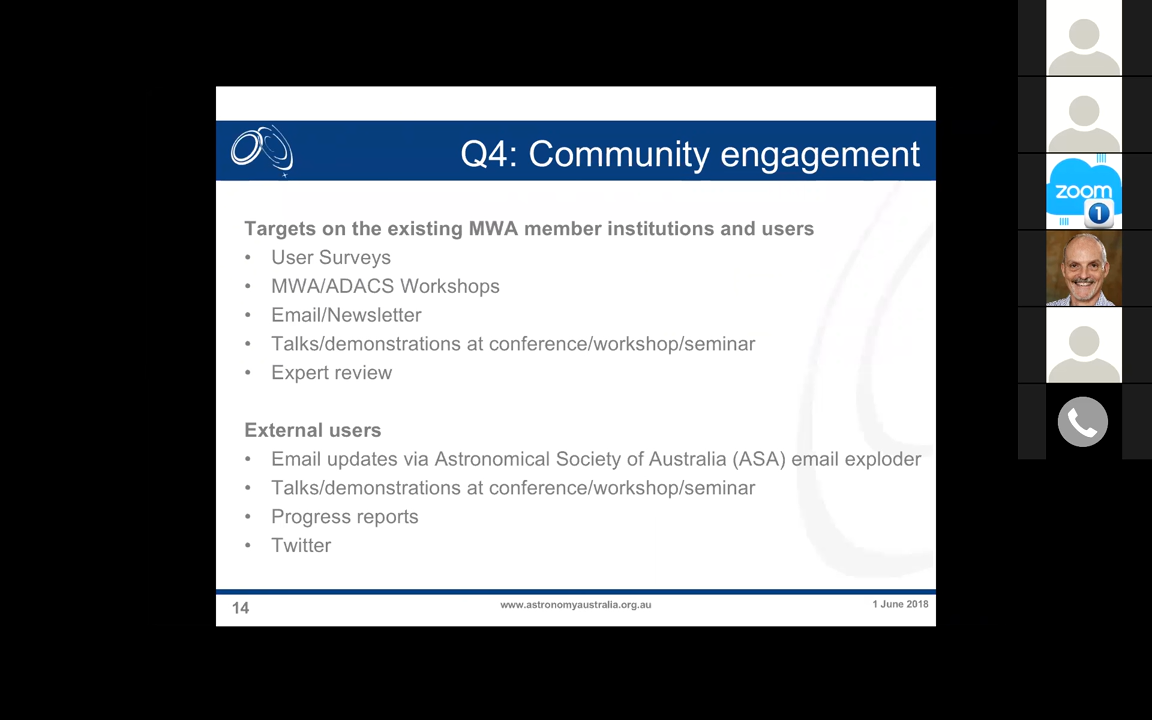 Q4: Community engagement
Targets on the existing MWA member institutions and users
• User Surveys
• MWA/ADACS Workshops
• Email/Newsletter
• Talks/demonstrations at conference/workshop/seminar
• Expert review
External users
• Email updates via Astronomical Society of Australia (ASA) email exploder
• Talks/demonstrations at conference/workshop/seminar
• Progress reports
• Twitter
14
www.astronomyaustralia.org.au
1 June 2018
zoom
1